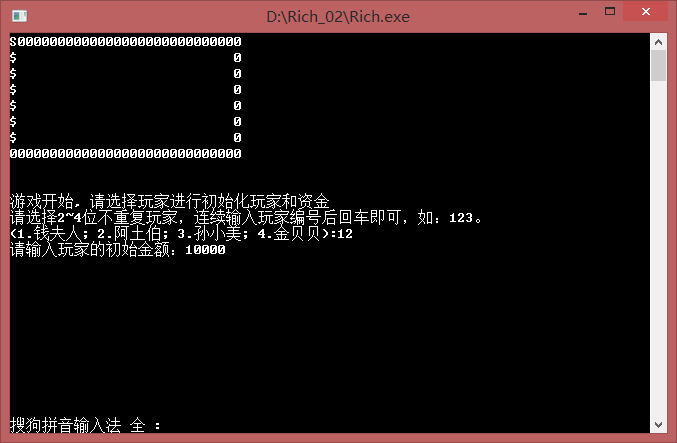 D:\Rich_02\Rich.exe
S0000000000000000000000000000
$                           0
$                           0
$                           0
$                           0
$                           0
$                           0
00000000000000000000000000000
游戏开始，请选择玩家进行初始化玩家和资金
请选择2~4位不重复玩家，连续输入玩家编号后回车即可，如：123。
(1.钱夫人；2.阿土伯；3.孙小美；4.金贝贝):12
请输入玩家的初始金额：10000
搜狗拼音输入法 全 ：